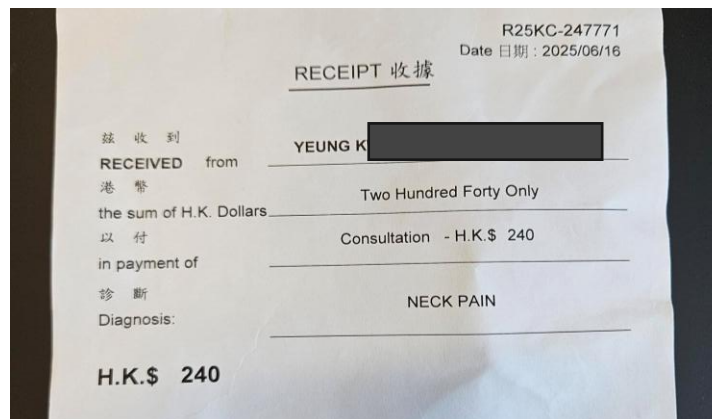 R25KC-247771
Date 日期 : 2025/06/16
RECEIPT 收據
茲收到
RECEIVED from YEUNG K
港幣
the sum of H.K. Dollars Two Hundred Forty Only
以付
in payment of Consultation - H.K.$ 240
診斷
Diagnosis: NECK PAIN
H.K.$ 240